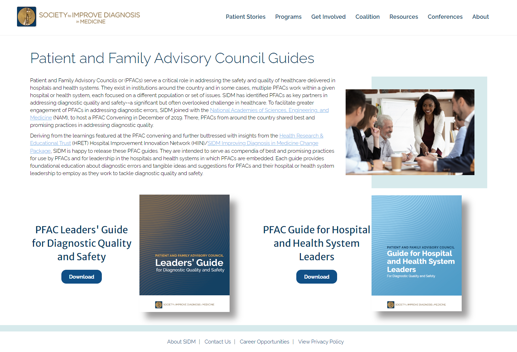 SOCIETY to IMPROVE DIAGNOSIS
in MEDICINE
Patient Stories Programs Get Involved Coalition Resources Conferences About
Patient and Family Advisory Council Guides
Patient and Family Advisory Councils or (PFACs) serve a critical role in addressing the safety and quality of healthcare delivered in
hospitals and health systems. They exist in institutions around the country and in some cases, multiple PFACs work within a given
hospital or health system, each focused on a different population or set of issues. SIDM has identified PFACs as key partners in
addressing diagnostic quality and safety--a significant but often overlooked challenge in healthcare. To facilitate greater
engagement of PFACs in addressing diagnostic errors, SIDM joined with the National Academies of Sciences, Engineering, and
Medicine (NAM), to host a PFAC Convening in December of 2019. There, PFACs from around the country shared best and
promising practices in addressing diagnostic quality.
Deriving from the learnings featured at the PFAC convening and further buttressed with insights from the Health Research &
Educational Trust (HRET) Hospital Improvement Innovation Network (HIIN)/SIDM Improving Diagnosis in Medicine Change
Package, SIDM is happy to release these PFAC guides. They are intended to serve as compendia of best and promising practices
for use by PFACs and for leadership in the hospitals and health systems in which PFACs are embedded. Each guide provides
foundational education about diagnostic errors and tangible ideas and suggestions for PFACs and their hospital or health system
leadership to employ as they work to tackle diagnostic quality and safety.
PFAC Leaders' Guide
for Diagnostic Quality
and Safety
Download
PATIENT AND FAMILY ADVISORY COUNCIL
Leaders' Guide
for Diagnostic Quality and Safety
SOCIETY to IMPROVE DIAGNOSIS in MEDICINE
PFAC Guide for Hospital
and Health System
Leaders
Download
PATIENT AND FAMILY ADVISORY COUNCIL
Guide for Hospital
and Health System
Leaders
For Diagnostic Quality and Safety
SOCIETY to IMPROVE DIAGNOSIS in MEDICINE
About SIDM | Contact Us | Career Opportunities | View Privacy Policy